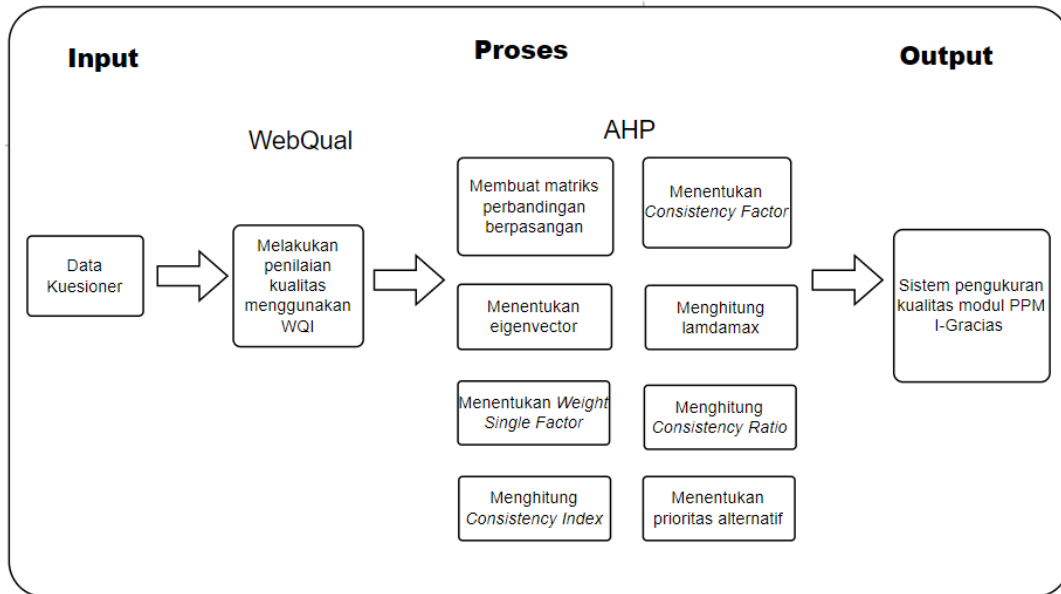 Input
Proses
Output
WebQual
AHP
Data
Kuesioner
Melakukan
penilaian
kualitas
menggunakan
WQI
Membuat matriks
perbandingan
berpasangan
Menentukan
Consistency Factor
Menentukan
eigenvector
Menghitung
lamdamax
Menentukan Weight
Single Factor
Menghitung
Consistency Ratio
Menghitung
Consistency Index
Menentukan
prioritas alternatif
Sistem pengukuran
kualitas modul PPM
I-Gracias